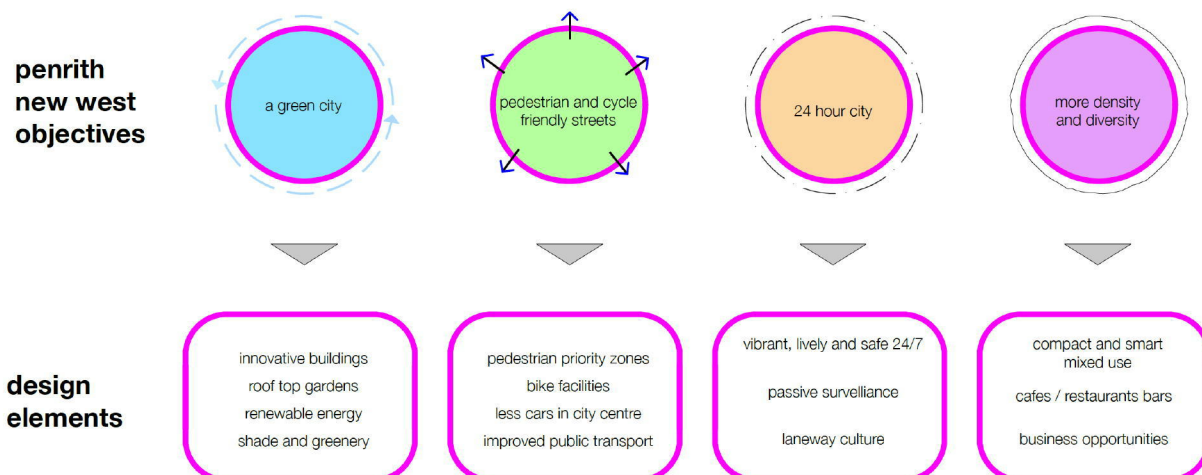 penrith
new west
objectives
a green city
pedestrian and cycle
friendly streets
24 hour city
more density
and diversity
design
elements
innovative buildings
roof top gardens
renewable energy
shade and greenery
pedestrian priority zones
bike facilities
less cars in city centre
improved public transport
vibrant, lively and safe 24/7
passive survelliance
laneway culture
compact and smart
mixed use
cafes / restaurants bars
business opportunities